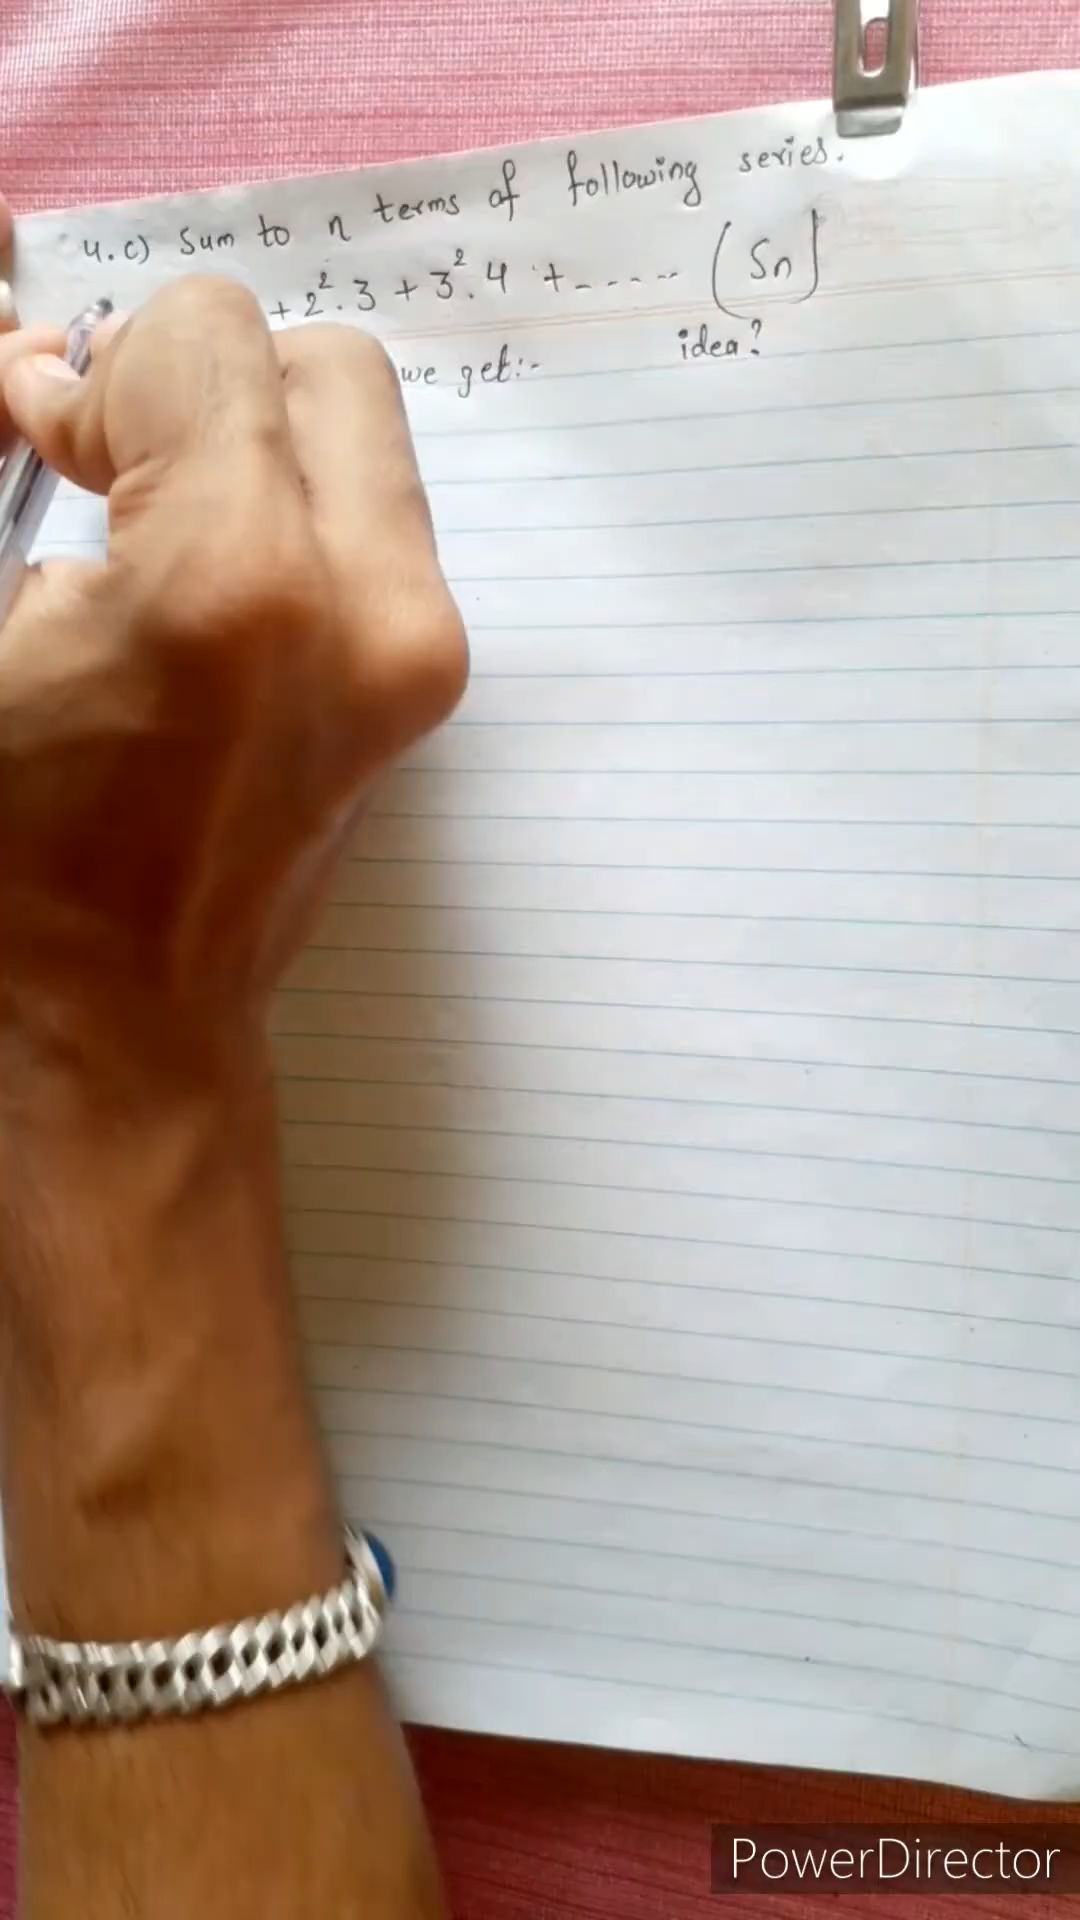 4.c) Sum to n terms of following series.
+ 2².3 + 3².4 + ..... (Sn)
we get:- idea?
PowerDirector